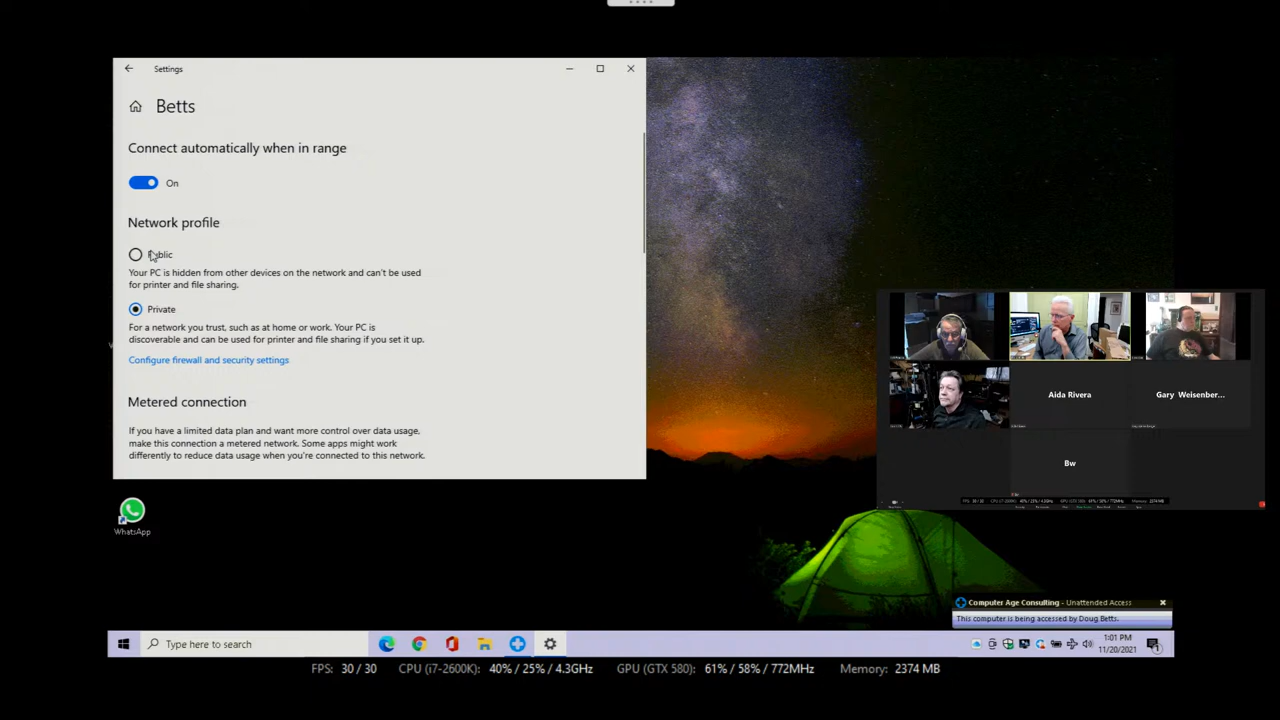 Settings
Betts
Connect automatically when in range
On
Network profile
Public
Your PC is hidden from other devices on the network and can't be used
for printer and file sharing.
Private
For a network you trust, such as at home or work. Your PC is
discoverable and can be used for printer and file sharing if you set it up.
Configure firewall and security settings
Metered connection
If you have a limited data plan and want more control over data usage,
make this connection a metered network. Some apps might work
differently to reduce data usage when you're connected to this network.
WhatsApp
Aida Rivera
Gary Weisenber...
Bw
Computer Age Consulting - Unattended Access
This computer is being accessed by Doug Betts.
Type here to search
1:01 PM
11/20/2021
FPS: 30 / 30 CPU (i7-2600K): 40% / 25% / 4.3GHz GPU (GTX 580): 61% / 58% / 772MHz Memory: 2374 MB